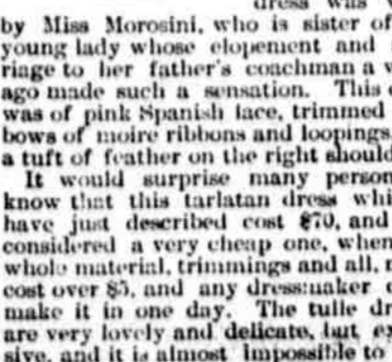 dress was
by Miss Morosini, who is sister of
young lady whose elopement and
riage to her father's coachman a
ago made such a sensation. This
was of pink Spanish lace, trimmed
bows of moire ribbons and loopings,
a tuft of feather on the right should
It would surprise many person
know that this tarlatan dress whi
have just described cost $70, and
considered a very cheap one, when
whole material, trimmings and all,
cost over $5, and any dressmaker
make it in one day. The tulle dr
are very lovely and delicate, but ex
sive, and it is almost impossible to